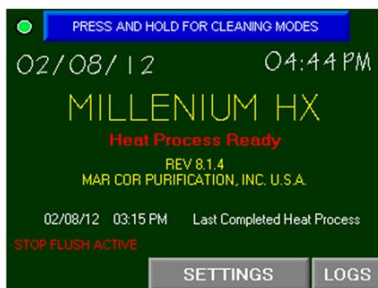 PRESS AND HOLD FOR CLEANING MODES
02/08/12 04:44 PM
MILLENIUM HX
Heat Process Ready
REV 8.1.4
MAR COR PURIFICATION, INC. U.S.A.
02/08/12 03:15 PM Last Completed Heat Process
STOP FLUSH ACTIVE
SETTINGS LOGS